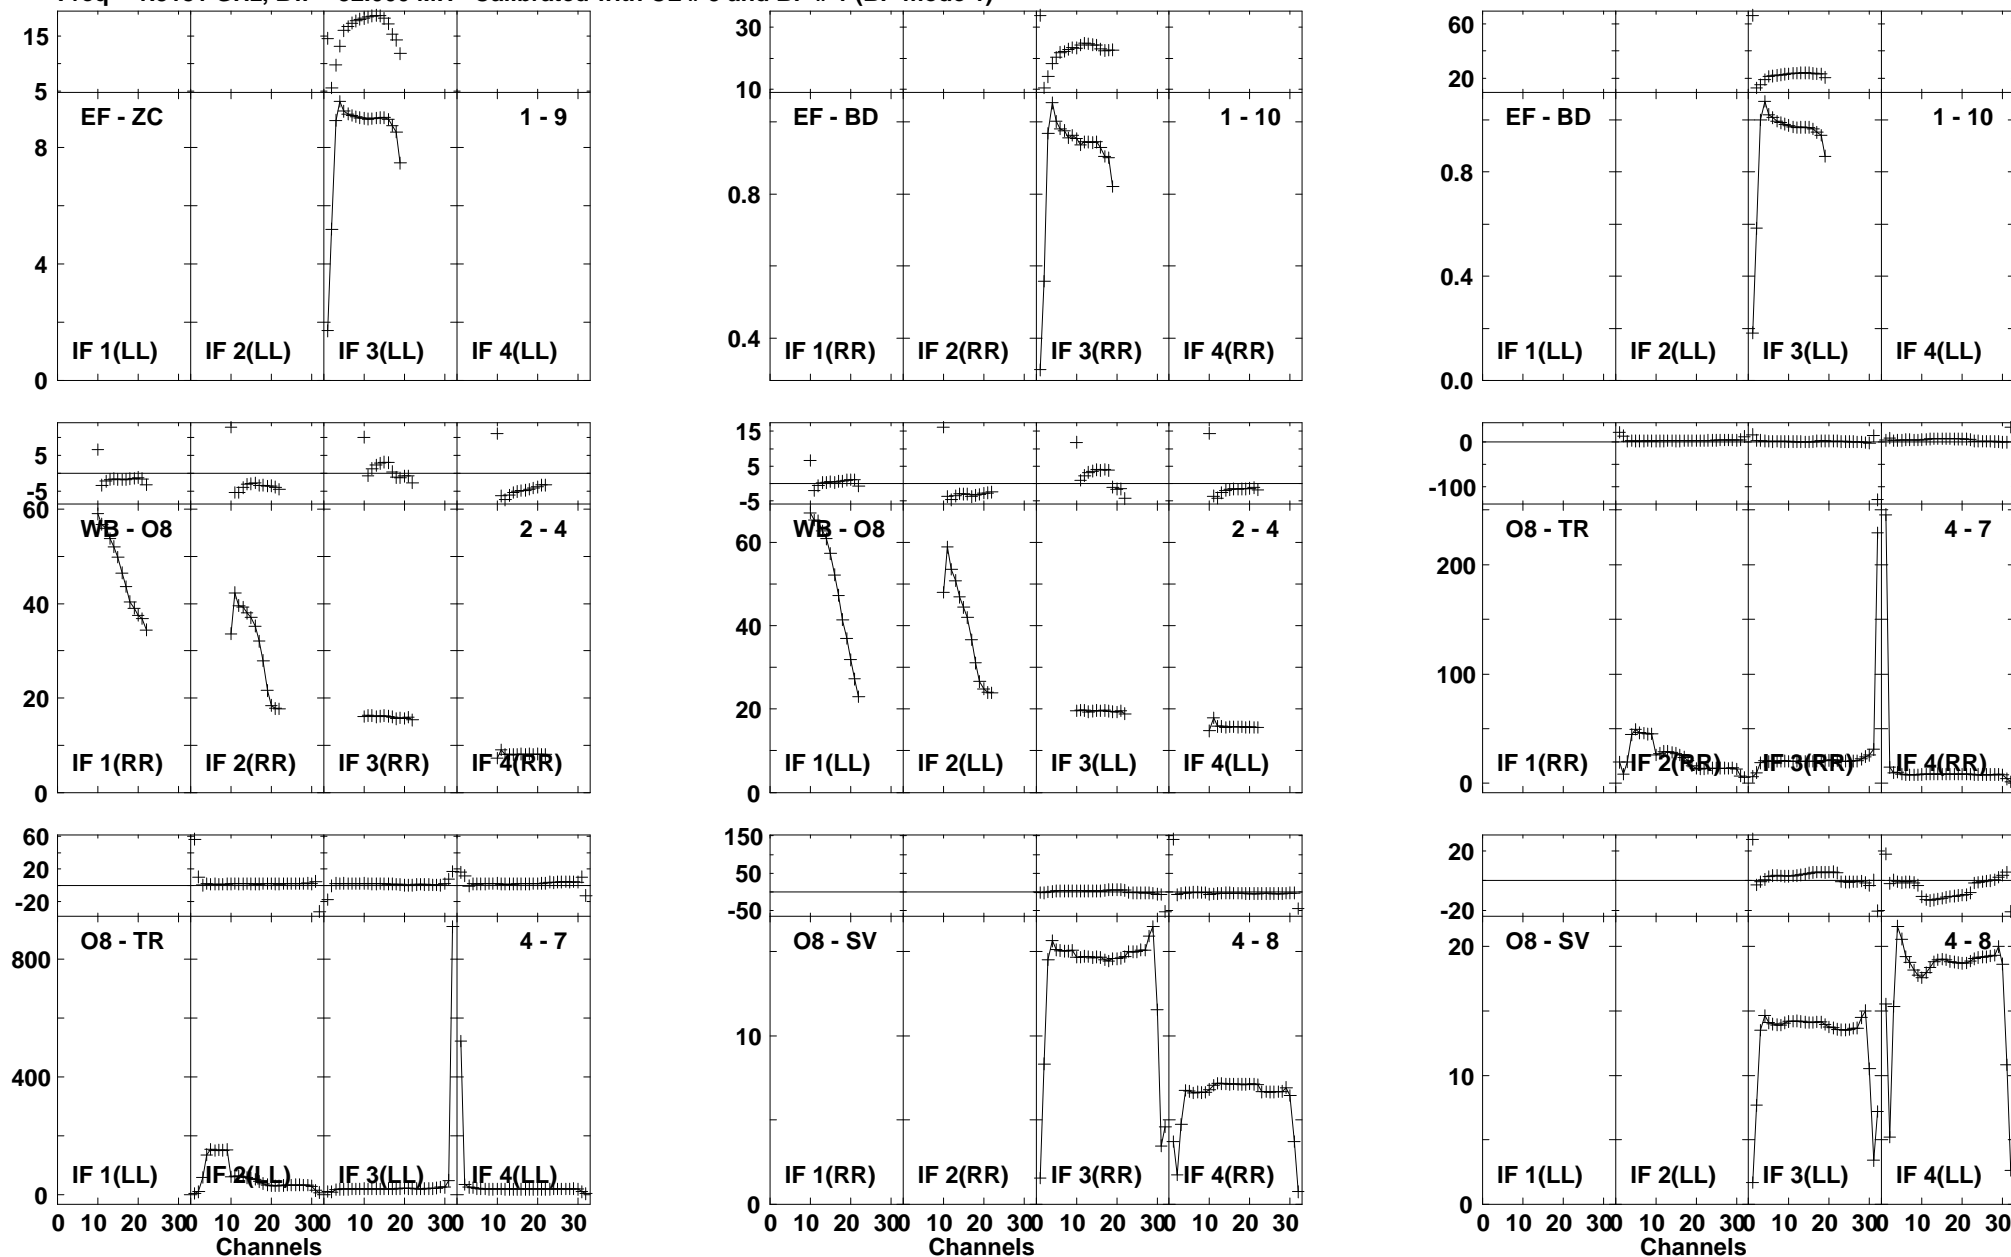 15 30 60
5 10 20
EF - ZC 1 - 9 EF - BD 1 - 10 EF - BD 1 - 10
8 0.8 0.8
4 0.4 0.4
IF 1(LL) IF 2(LL) IF 3(LL) IF 4(LL) IF 1(RR) IF 2(RR) IF 3(RR) IF 4(RR) IF 1(LL) IF 2(LL) IF 3(LL) IF 4(LL)
0 0.0
5 15 0
-5 5 -100
-5
60 WB - O8 2 - 4 60 WB - O8 2 - 4 O8 - TR 4 - 7
40 40 200
20 20 100
IF 1(RR) IF 2(RR) IF 3(RR) IF 4(RR) IF 1(LL) IF 2(LL) IF 3(LL) IF 4(LL) IF 1(RR) IF 2(RR) IF 3(RR) IF 4(RR)
0 0 0
60 150 20
20 50 -20
-20 -50
O8 - TR 4 - 7 O8 - SV 4 - 8 O8 - SV 4 - 8
800 20
400 10 10
IF 1(LL) IF 2(LL) IF 3(LL) IF 4(LL) IF 1(RR) IF 2(RR) IF 3(RR) IF 4(RR) IF 1(LL) IF 2(LL) IF 3(LL) IF 4(LL)
0 0 0
0 10 20 30 0 10 20 30 0 10 20 30 0 10 20 30 0 10 20 30 0 10 20 30 0 10 20 30 0 10 20 30 0 10 20 30 0 10 20 30 0 10 20 30 0 10 20 30
Channels Channels Channels